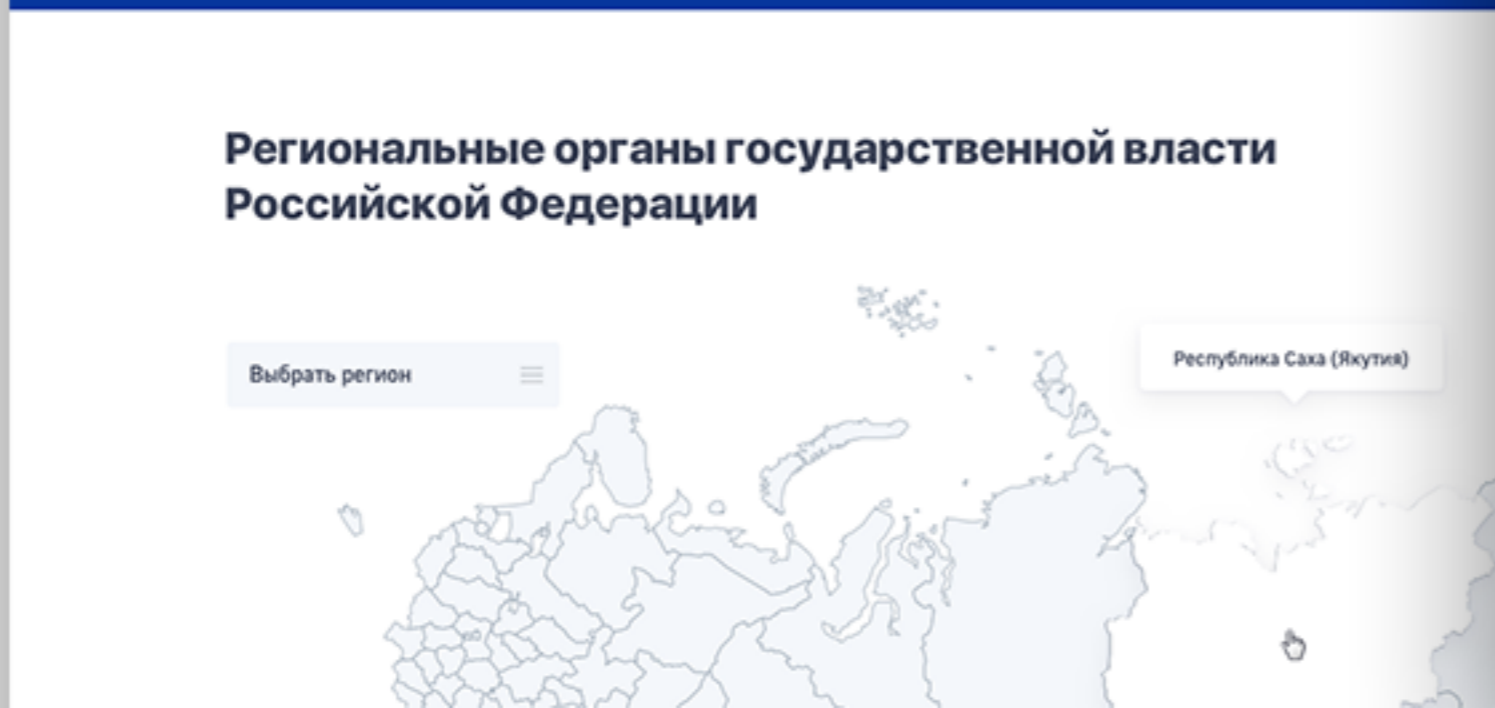 Региональные органы государственной власти
Российской Федерации
Выбрать регион
Республика Саха (Якутия)